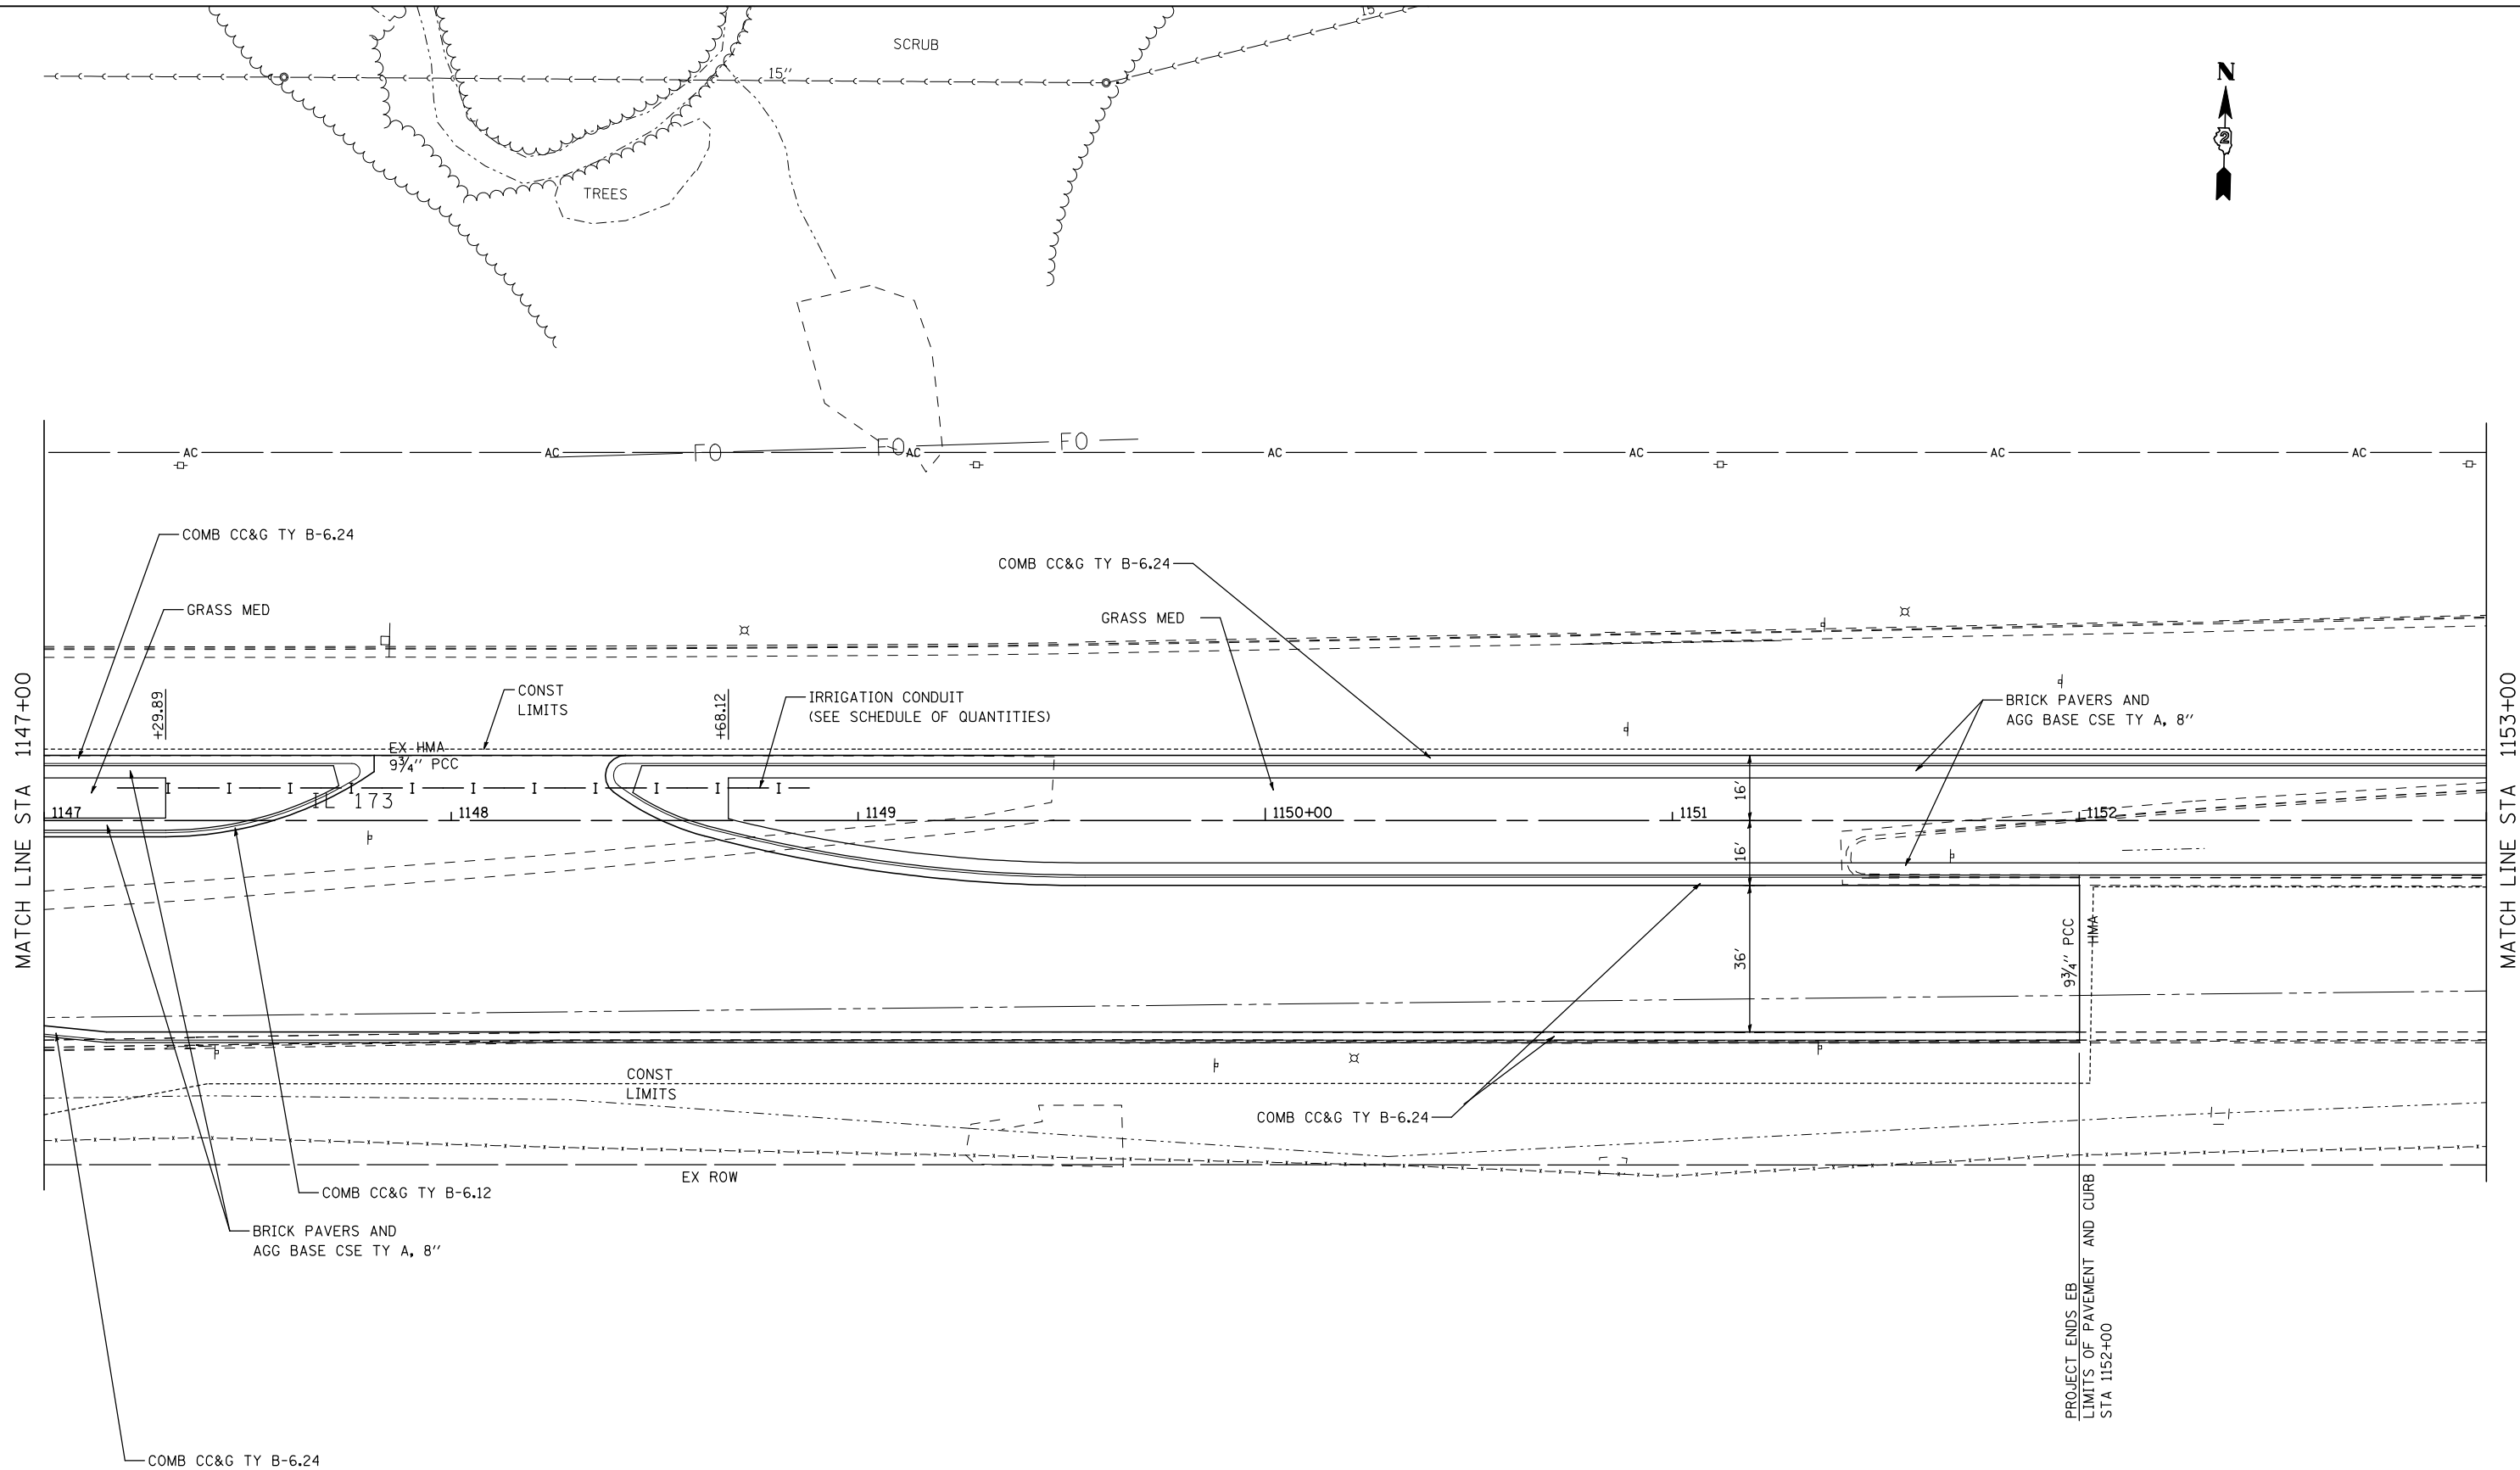 15
SCRUB
15"
N
2
TREES
AC
AC
AC
AC
AC
AC
AC
FO
FO
FO
COMB CC&G TY B-6.24
COMB CC&G TY B-6.24
GRASS MED
GRASS MED
MATCH LINE STA 1147+00
MATCH LINE STA 1153+00
+29.89
CONST
LIMITS
+68.12
IRRIGATION CONDUIT
(SEE SCHEDULE OF QUANTITIES)
BRICK PAVERS AND
AGG BASE CSE TY A, 8"
EX HMA
9¾" PCC
I I I I I I I I I I I
IL 173
16'
1147
1148
1149
1150+00
1151
1152
16'
36'
9¾" PCC
HMA
CONST
LIMITS
COMB CC&G TY B-6.24
EX ROW
COMB CC&G TY B-6.12
BRICK PAVERS AND
AGG BASE CSE TY A, 8"
PROJECT ENDS EB
LIMITS OF PAVEMENT AND CURB
STA 1152+00
COMB CC&G TY B-6.24